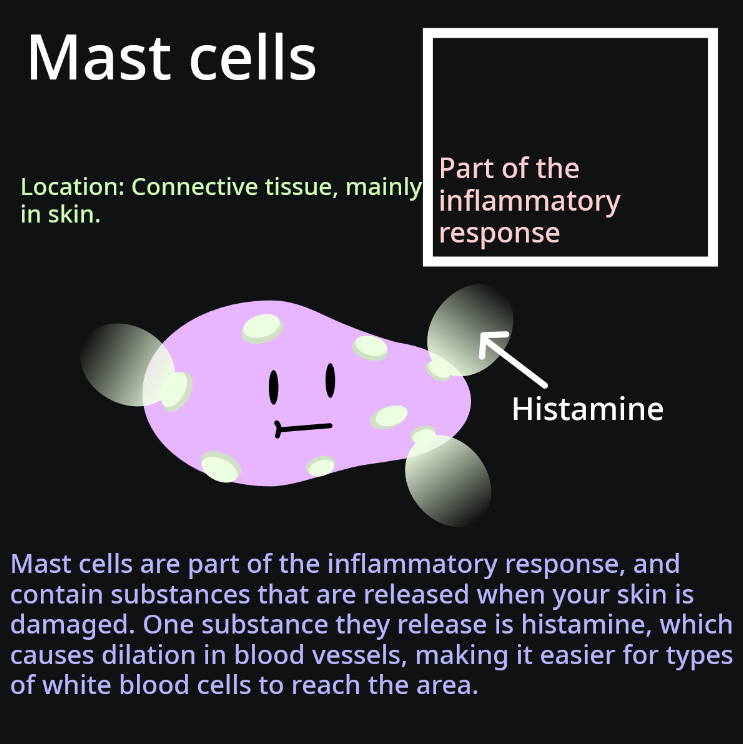 Mast cells
Location: Connective tissue, mainly
in skin.
Part of the
inflammatory
response
Histamine
Mast cells are part of the inflammatory response, and
contain substances that are released when your skin is
damaged. One substance they release is histamine, which
causes dilation in blood vessels, making it easier for types
of white blood cells to reach the area.